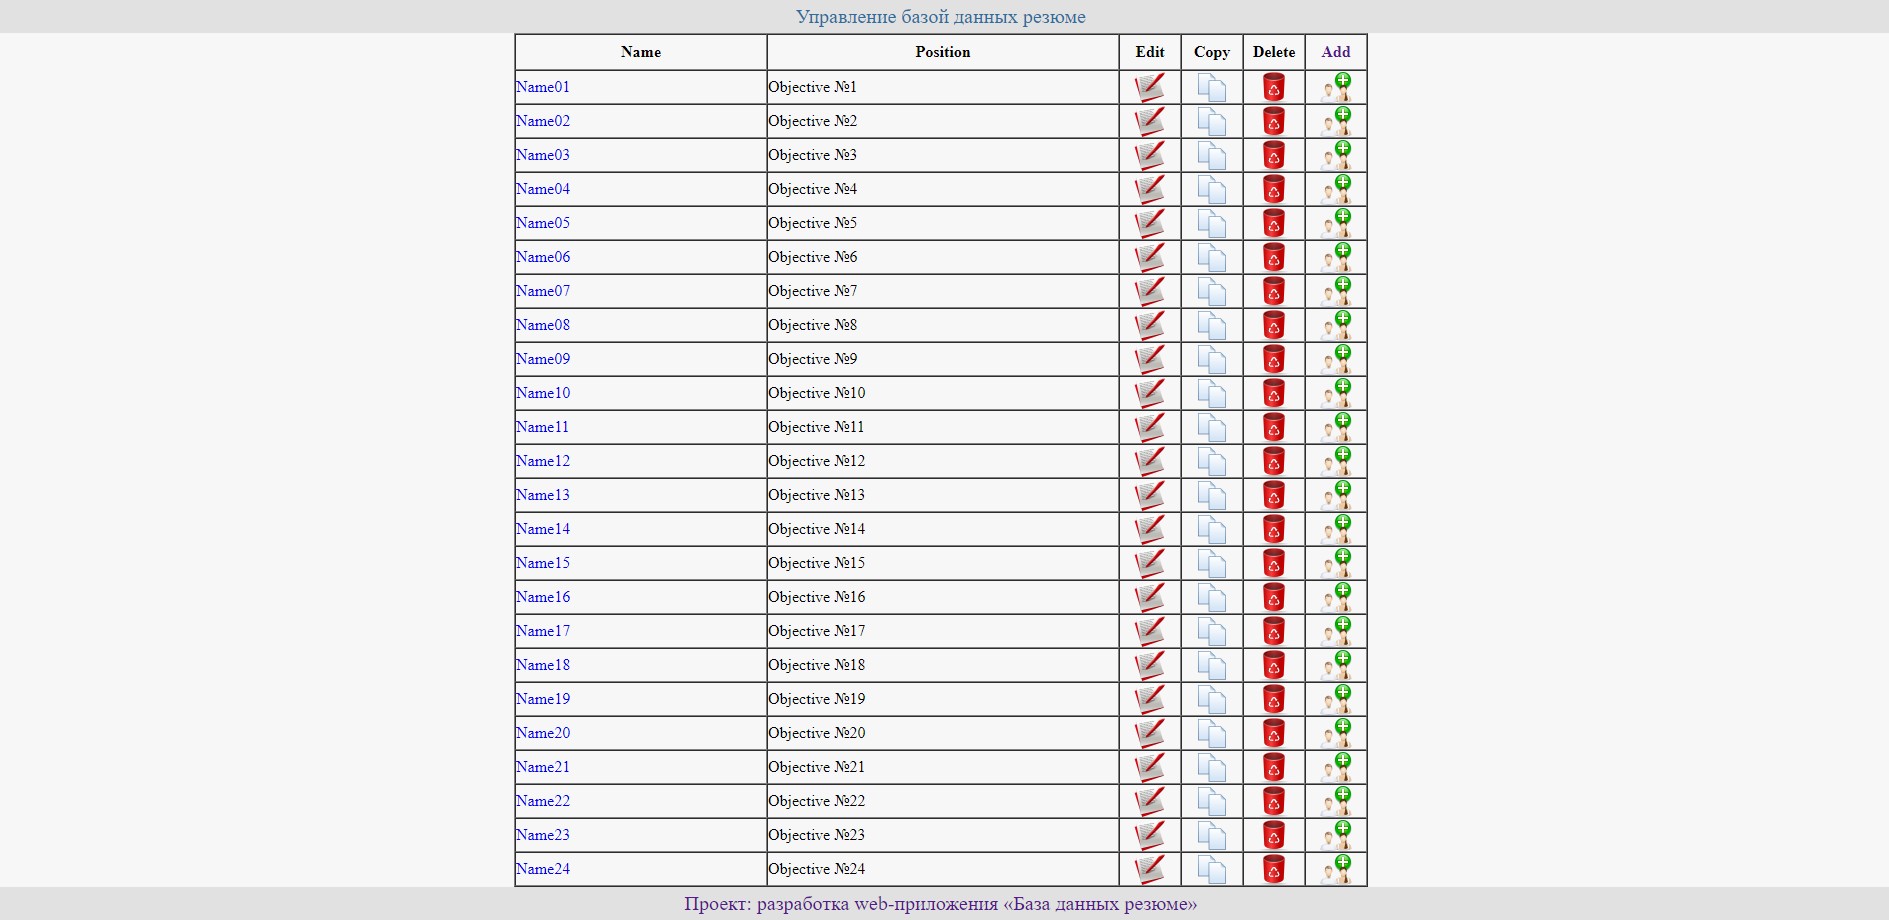 Управление базой данных резюме
Name Position Edit Copy Delete Add
Name01 Objective №1
Name02 Objective №2
Name03 Objective №3
Name04 Objective №4
Name05 Objective №5
Name06 Objective №6
Name07 Objective №7
Name08 Objective №8
Name09 Objective №9
Name10 Objective №10
Name11 Objective №11
Name12 Objective №12
Name13 Objective №13
Name14 Objective №14
Name15 Objective №15
Name16 Objective №16
Name17 Objective №17
Name18 Objective №18
Name19 Objective №19
Name20 Objective №20
Name21 Objective №21
Name22 Objective №22
Name23 Objective №23
Name24 Objective №24
Проект: разработка web-приложения «База данных резюме»